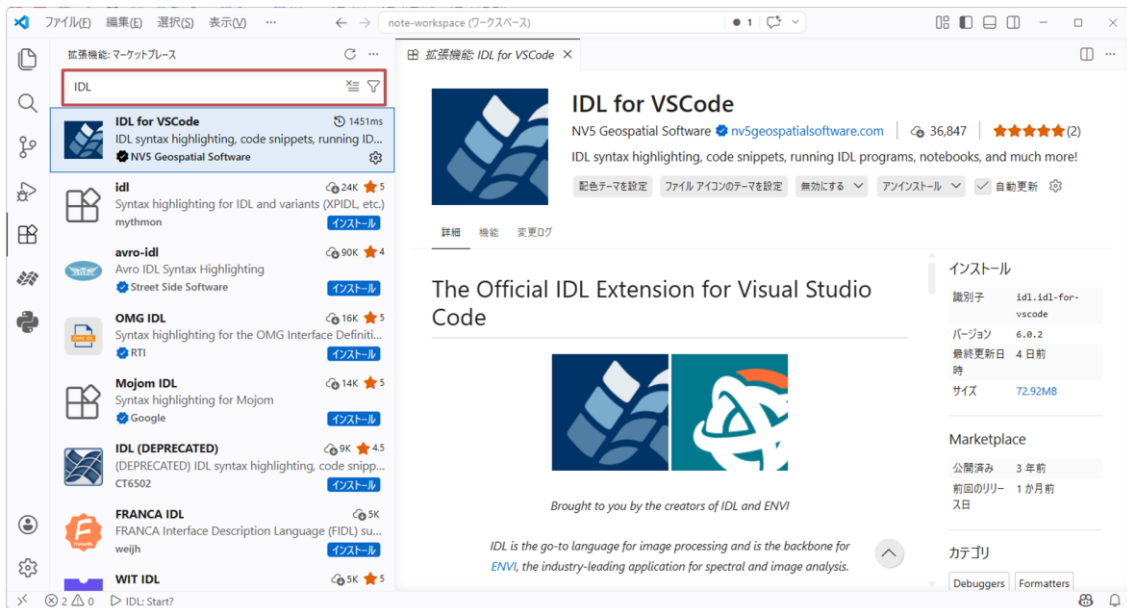 ファイル(F) 編集(E) 選択(S) 表示(V) ··· ← → note-workspace (ワークスペース) ● 1
拡張機能: マーケットプレース
IDL
IDL for VSCode 1451ms
IDL syntax highlighting, code snippets, running ID...
NV5 Geospatial Software
idl 24K ★ 5
Syntax highlighting for IDL and variants (XPIDL, etc.)
mythmon インストール
avro-idl 90K ★ 4
Avro IDL Syntax Highlighting
Street Side Software インストール
OMG IDL 16K ★ 5
Syntax highlighting for the OMG Interface Definiti...
RTI インストール
Mojom IDL 14K ★ 5
Syntax highlighting for Mojom
Google インストール
IDL (DEPRECATED) 9K ★ 4.5
(DEPRECATED) IDL syntax highlighting, code snipp...
CT6502 インストール
FRANCA IDL 5K
FRANCA Interface Description Language (FIDL) su...
weijh インストール
WIT IDL 5K ★ 5
拡張機能: IDL for VSCode ×
IDL for VSCode
NV5 Geospatial Software nv5geospatialsoftware.com 36,847 ★★★★★(2)
IDL syntax highlighting, code snippets, running IDL programs, notebooks, and much more!
配色テーマを設定 ファイル アイコンのテーマを設定 無効にする アンインストール 自動更新
詳細 機能 変更ログ
The Official IDL Extension for Visual Studio
Code
Brought to you by the creators of IDL and ENVI
IDL is the go-to language for image processing and is the backbone for
ENVI, the industry-leading application for spectral and image analysis.
インストール
識別子 idl.idl-for-
vscode
バージョン 6.0.2
最終更新日 4 日前
時
サイズ 72.92MB
Marketplace
公開済み 3 年前
前回のリリー 1 か月前
ス日
カテゴリ
Debuggers Formatters
2 0 IDL: Start?